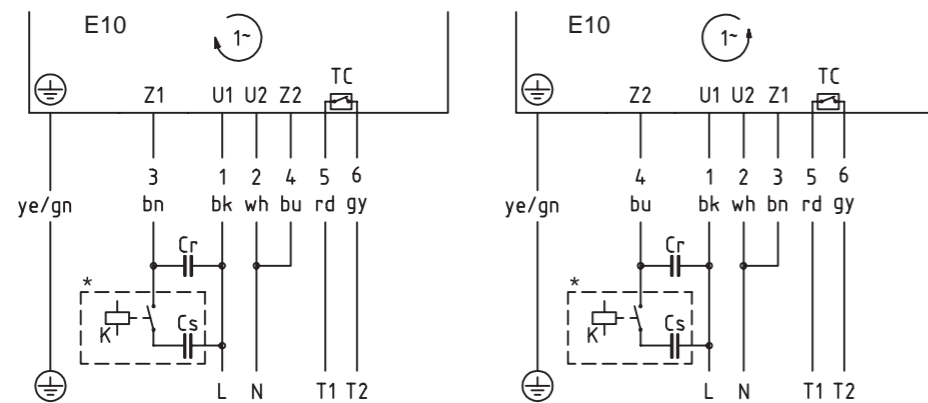 E10 1~ E10 1~
TC TC
Z1 U1 U2 Z2 Z2 U1 U2 Z1
3 1 2 4 5 6 4 1 2 3 5 6
ye/gn bn bk wh bu rd gy ye/gn bu bk wh bn rd gy
Cr Cr
* *
K Cs K Cs
L N T1 T2 L N T1 T2